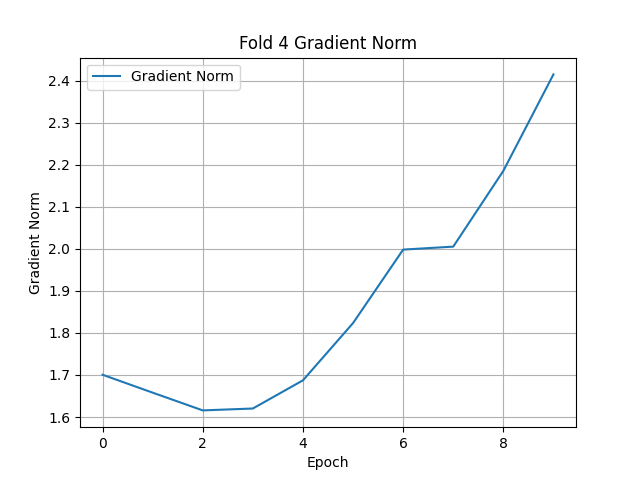 Fold 4 Gradient Norm
Gradient Norm
2.4
2.3
2.2
2.1
2.0
1.9
1.8
1.7
1.6
Gradient Norm
0 2 4 6 8
Epoch